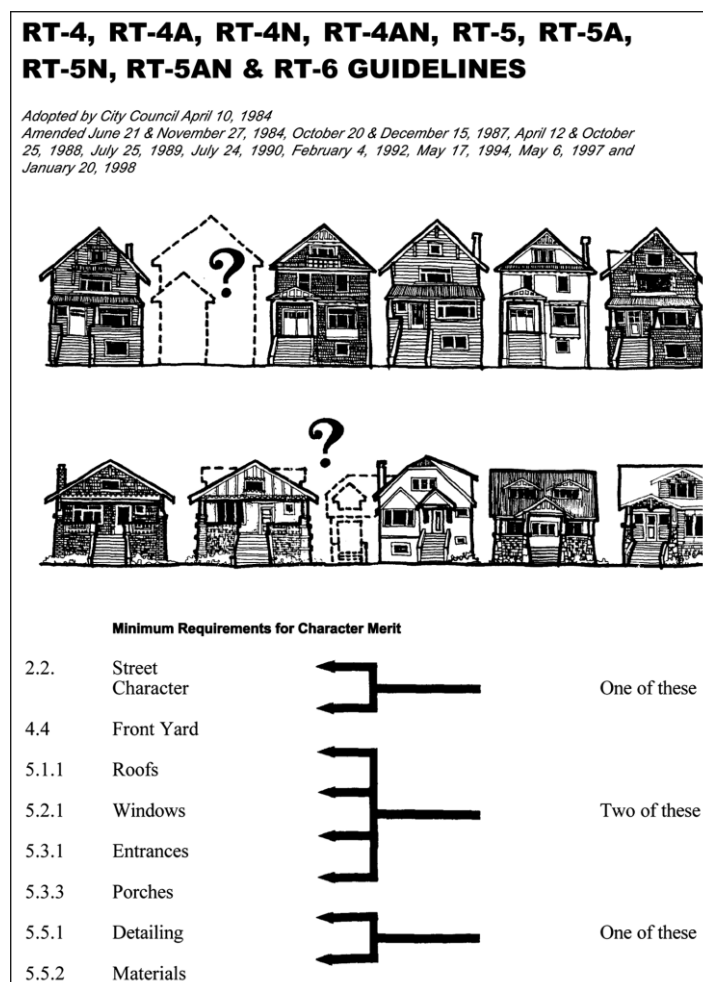 RT-4, RT-4A, RT-4N, RT-4AN, RT-5, RT-5A,
RT-5N, RT-5AN & RT-6 GUIDELINES
Adopted by City Council April 10, 1984
Amended June 21 & November 27, 1984, October 20 & December 15, 1987, April 12 & October
25, 1988, July 25, 1989, July 24, 1990, February 4, 1992, May 17, 1994, May 6, 1997 and
January 20, 1998
?
?
Minimum Requirements for Character Merit
2.2. Street
Character
One of these
4.4 Front Yard
5.1.1 Roofs
5.2.1 Windows Two of these
5.3.1 Entrances
5.3.3 Porches
5.5.1 Detailing One of these
5.5.2 Materials